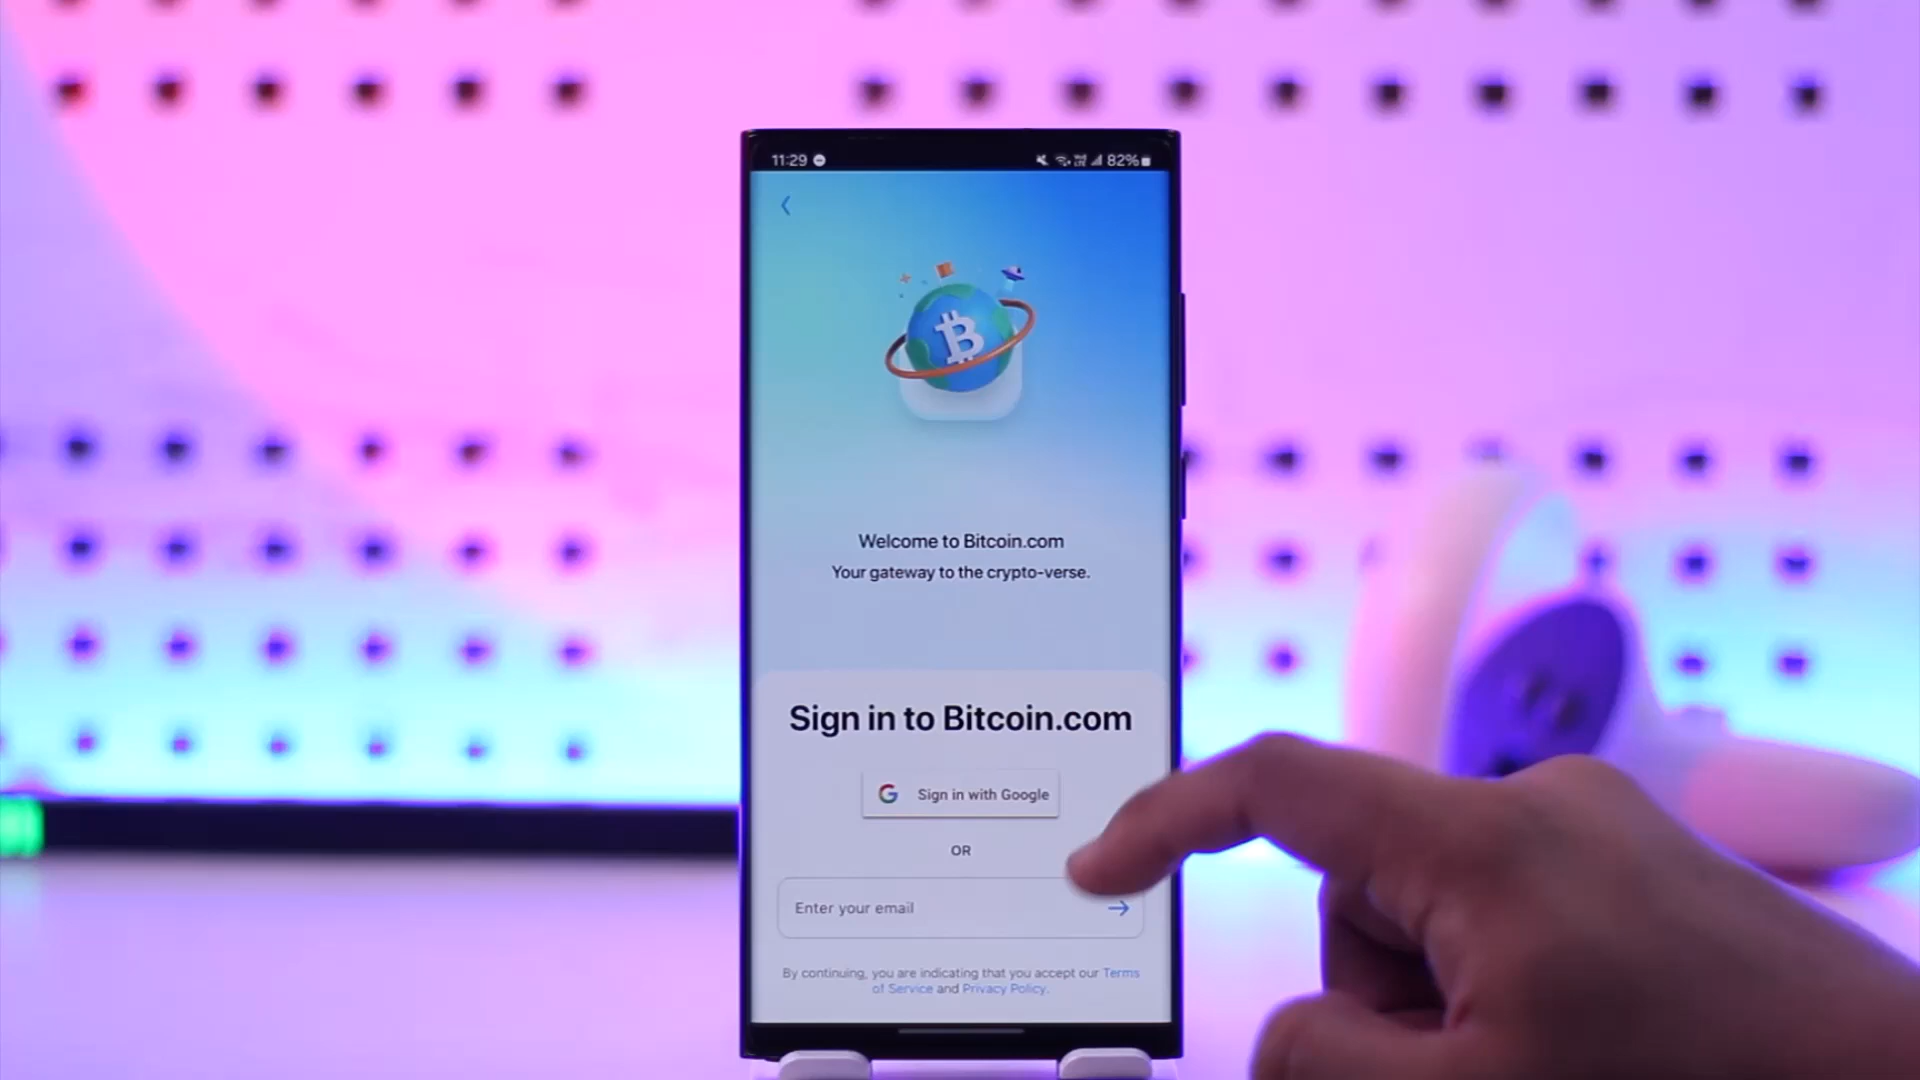 11:29
82%
Welcome to Bitcoin.com
Your gateway to the crypto-verse.
Sign in to Bitcoin.com
Sign in with Google
OR
Enter your email
By continuing, you are indicating that you accept our Terms
of Service and Privacy Policy.